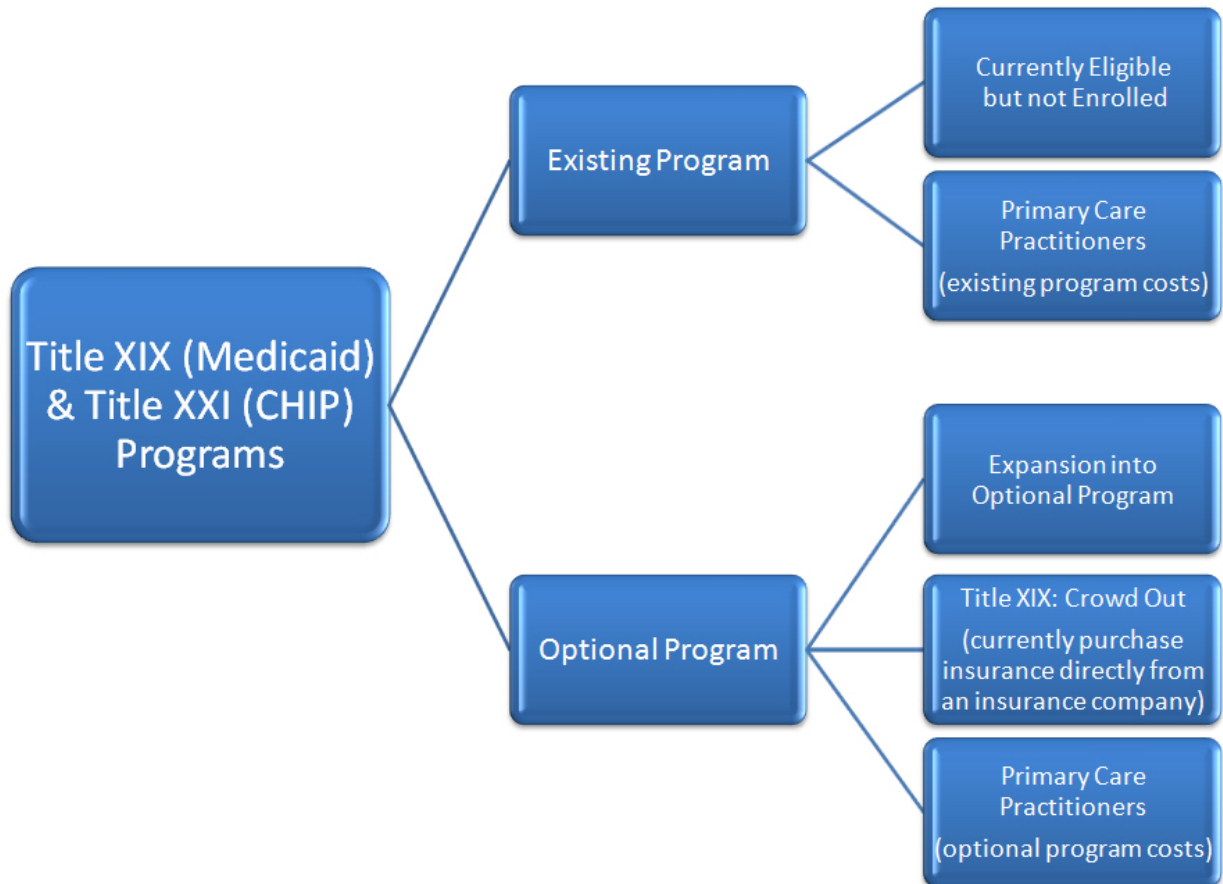 Title XIX (Medicaid)
& Title XXI (CHIP)
Programs
Existing Program
Currently Eligible
but not Enrolled
Primary Care
Practitioners
(existing program costs)
Optional Program
Expansion into
Optional Program
Title XIX: Crowd Out
(currently purchase
insurance directly from
an insurance company)
Primary Care
Practitioners
(optional program costs)